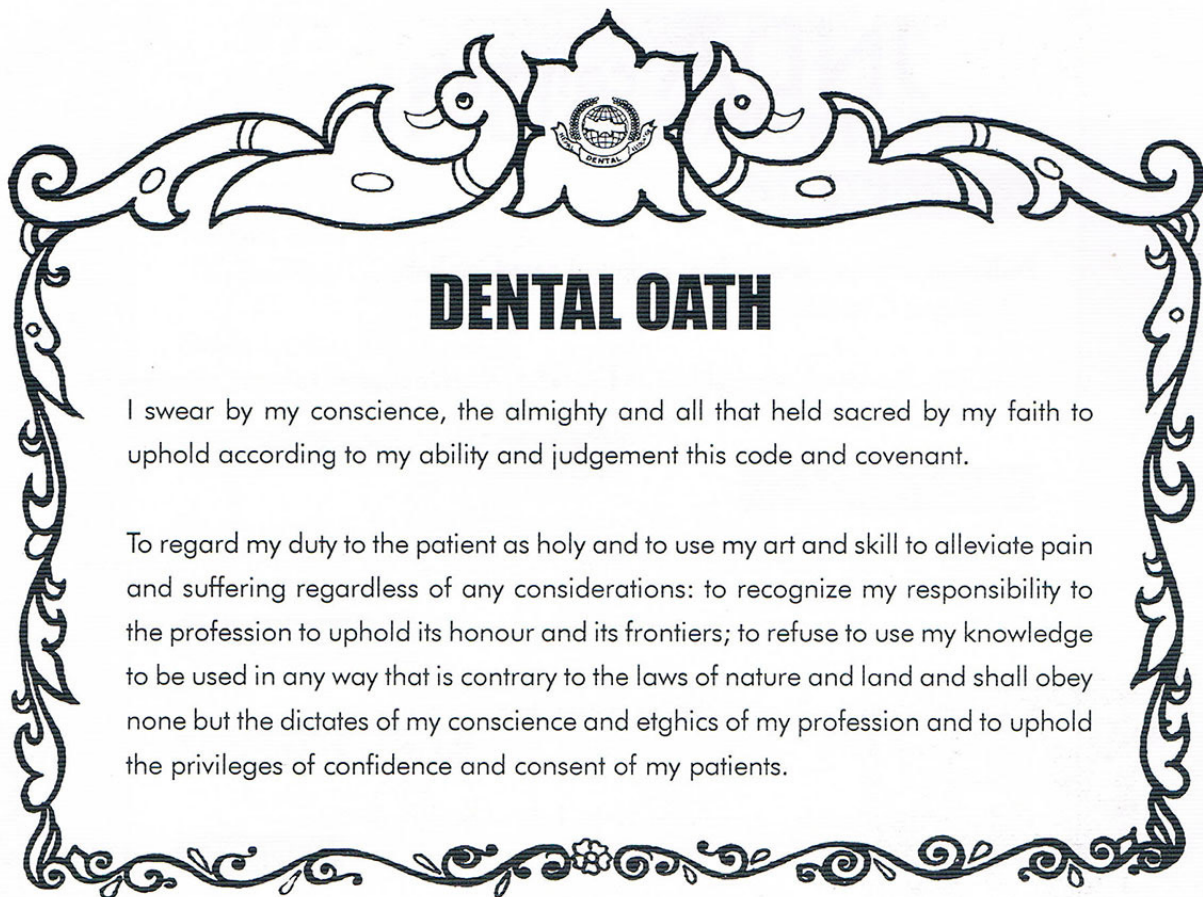 DENTAL
DENTAL OATH
I swear by my conscience, the almighty and all that held sacred by my faith to
uphold according to my ability and judgement this code and covenant.
To regard my duty to the patient as holy and to use my art and skill to alleviate pain
and suffering regardless of any considerations: to recognize my responsibility to
the profession to uphold its honour and its frontiers; to refuse to use my knowledge
to be used in any way that is contrary to the laws of nature and land and shall obey
none but the dictates of my conscience and etghics of my profession and to uphold
the privileges of confidence and consent of my patients.